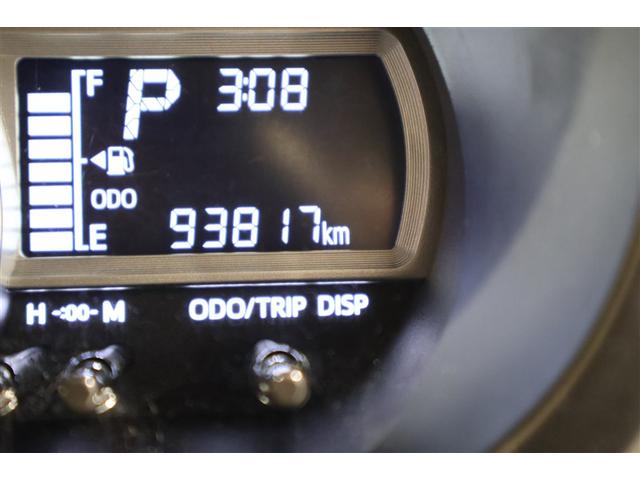 F P 3:08
ODO
E 93817km
H -:00- M ODO/TRIP DISP